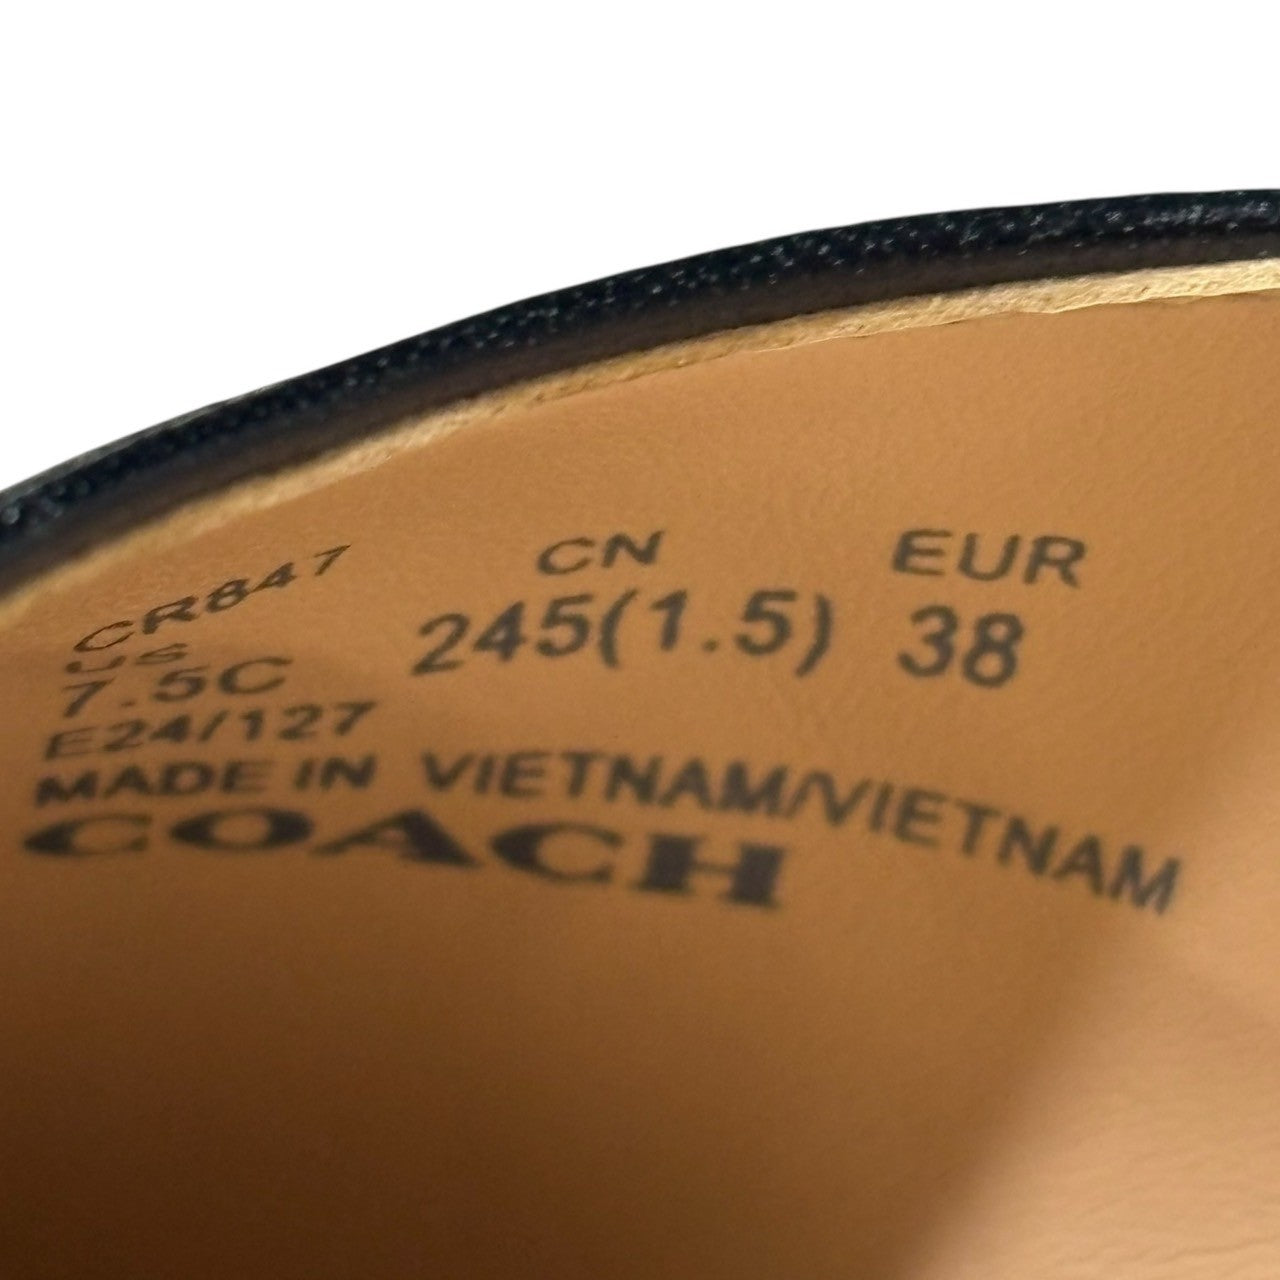 CR847 CN EUR
US
7.5C 245(1.5) 38
E24/127
MADE IN VIETNAM/VIETNAM
COACH